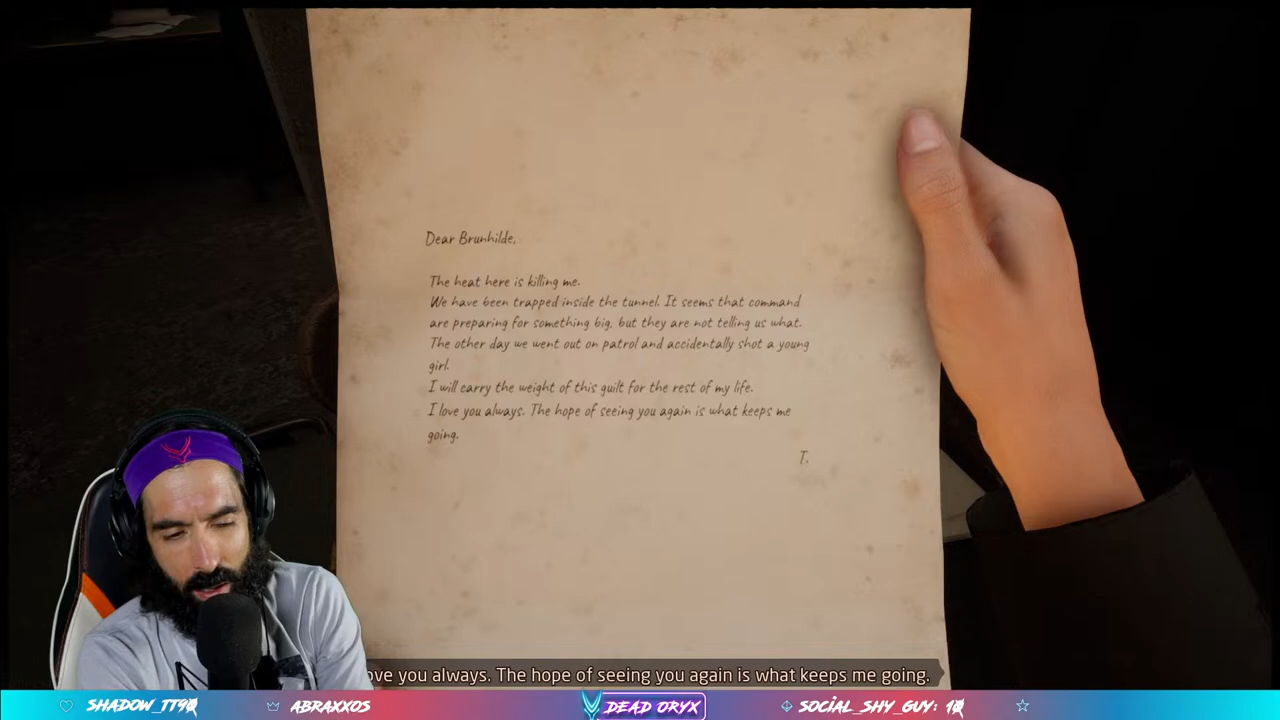 Dear Brunhilde,
The heat here is killing me.
We have been trapped inside the tunnel. It seems that command
are preparing for something big, but they are not telling us what.
The other day we went out on patrol and accidentally shot a young
girl.
I will carry the weight of this guilt for the rest of my life.
I love you always. The hope of seeing you again is what keeps me
going.
T.
ove you always. The hope of seeing you again is what keeps me going.
SHADOW_TT90 ABRAXXOS DEAD ORYX SOCIAL_SHY_GUY: 10